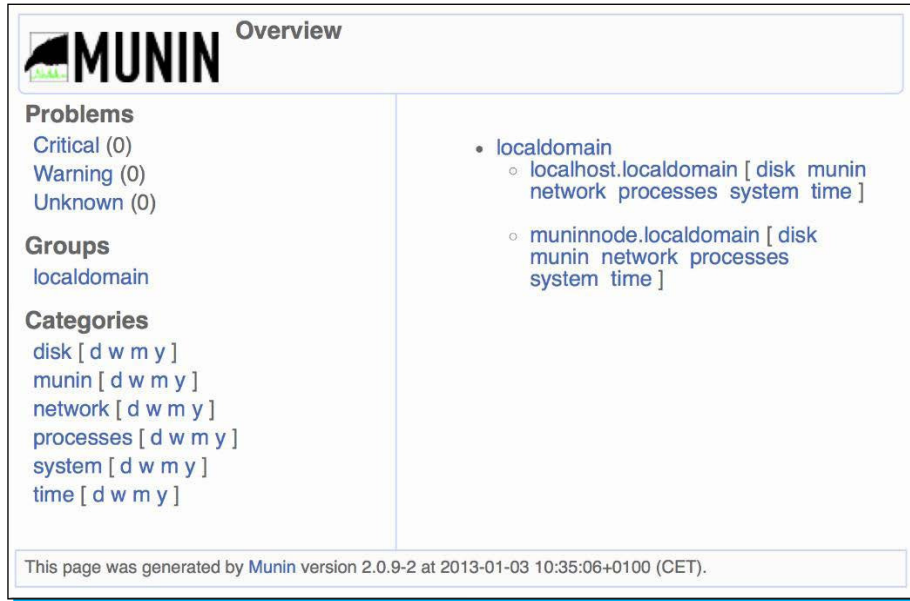 MUNIN
Overview
Problems
Critical (0)
Warning (0)
Unknown (0)
Groups
localdomain
Categories
disk [ d w m y ]
munin [ d w m y ]
network [ d w m y ]
processes [ d w m y ]
system [ d w m y ]
time [ d w m y ]
• localdomain
◦ localhost.localdomain [ disk munin
network processes system time ]
◦ muninnode.localdomain [ disk
munin network processes
system time ]
This page was generated by Munin version 2.0.9-2 at 2013-01-03 10:35:06+0100 (CET).